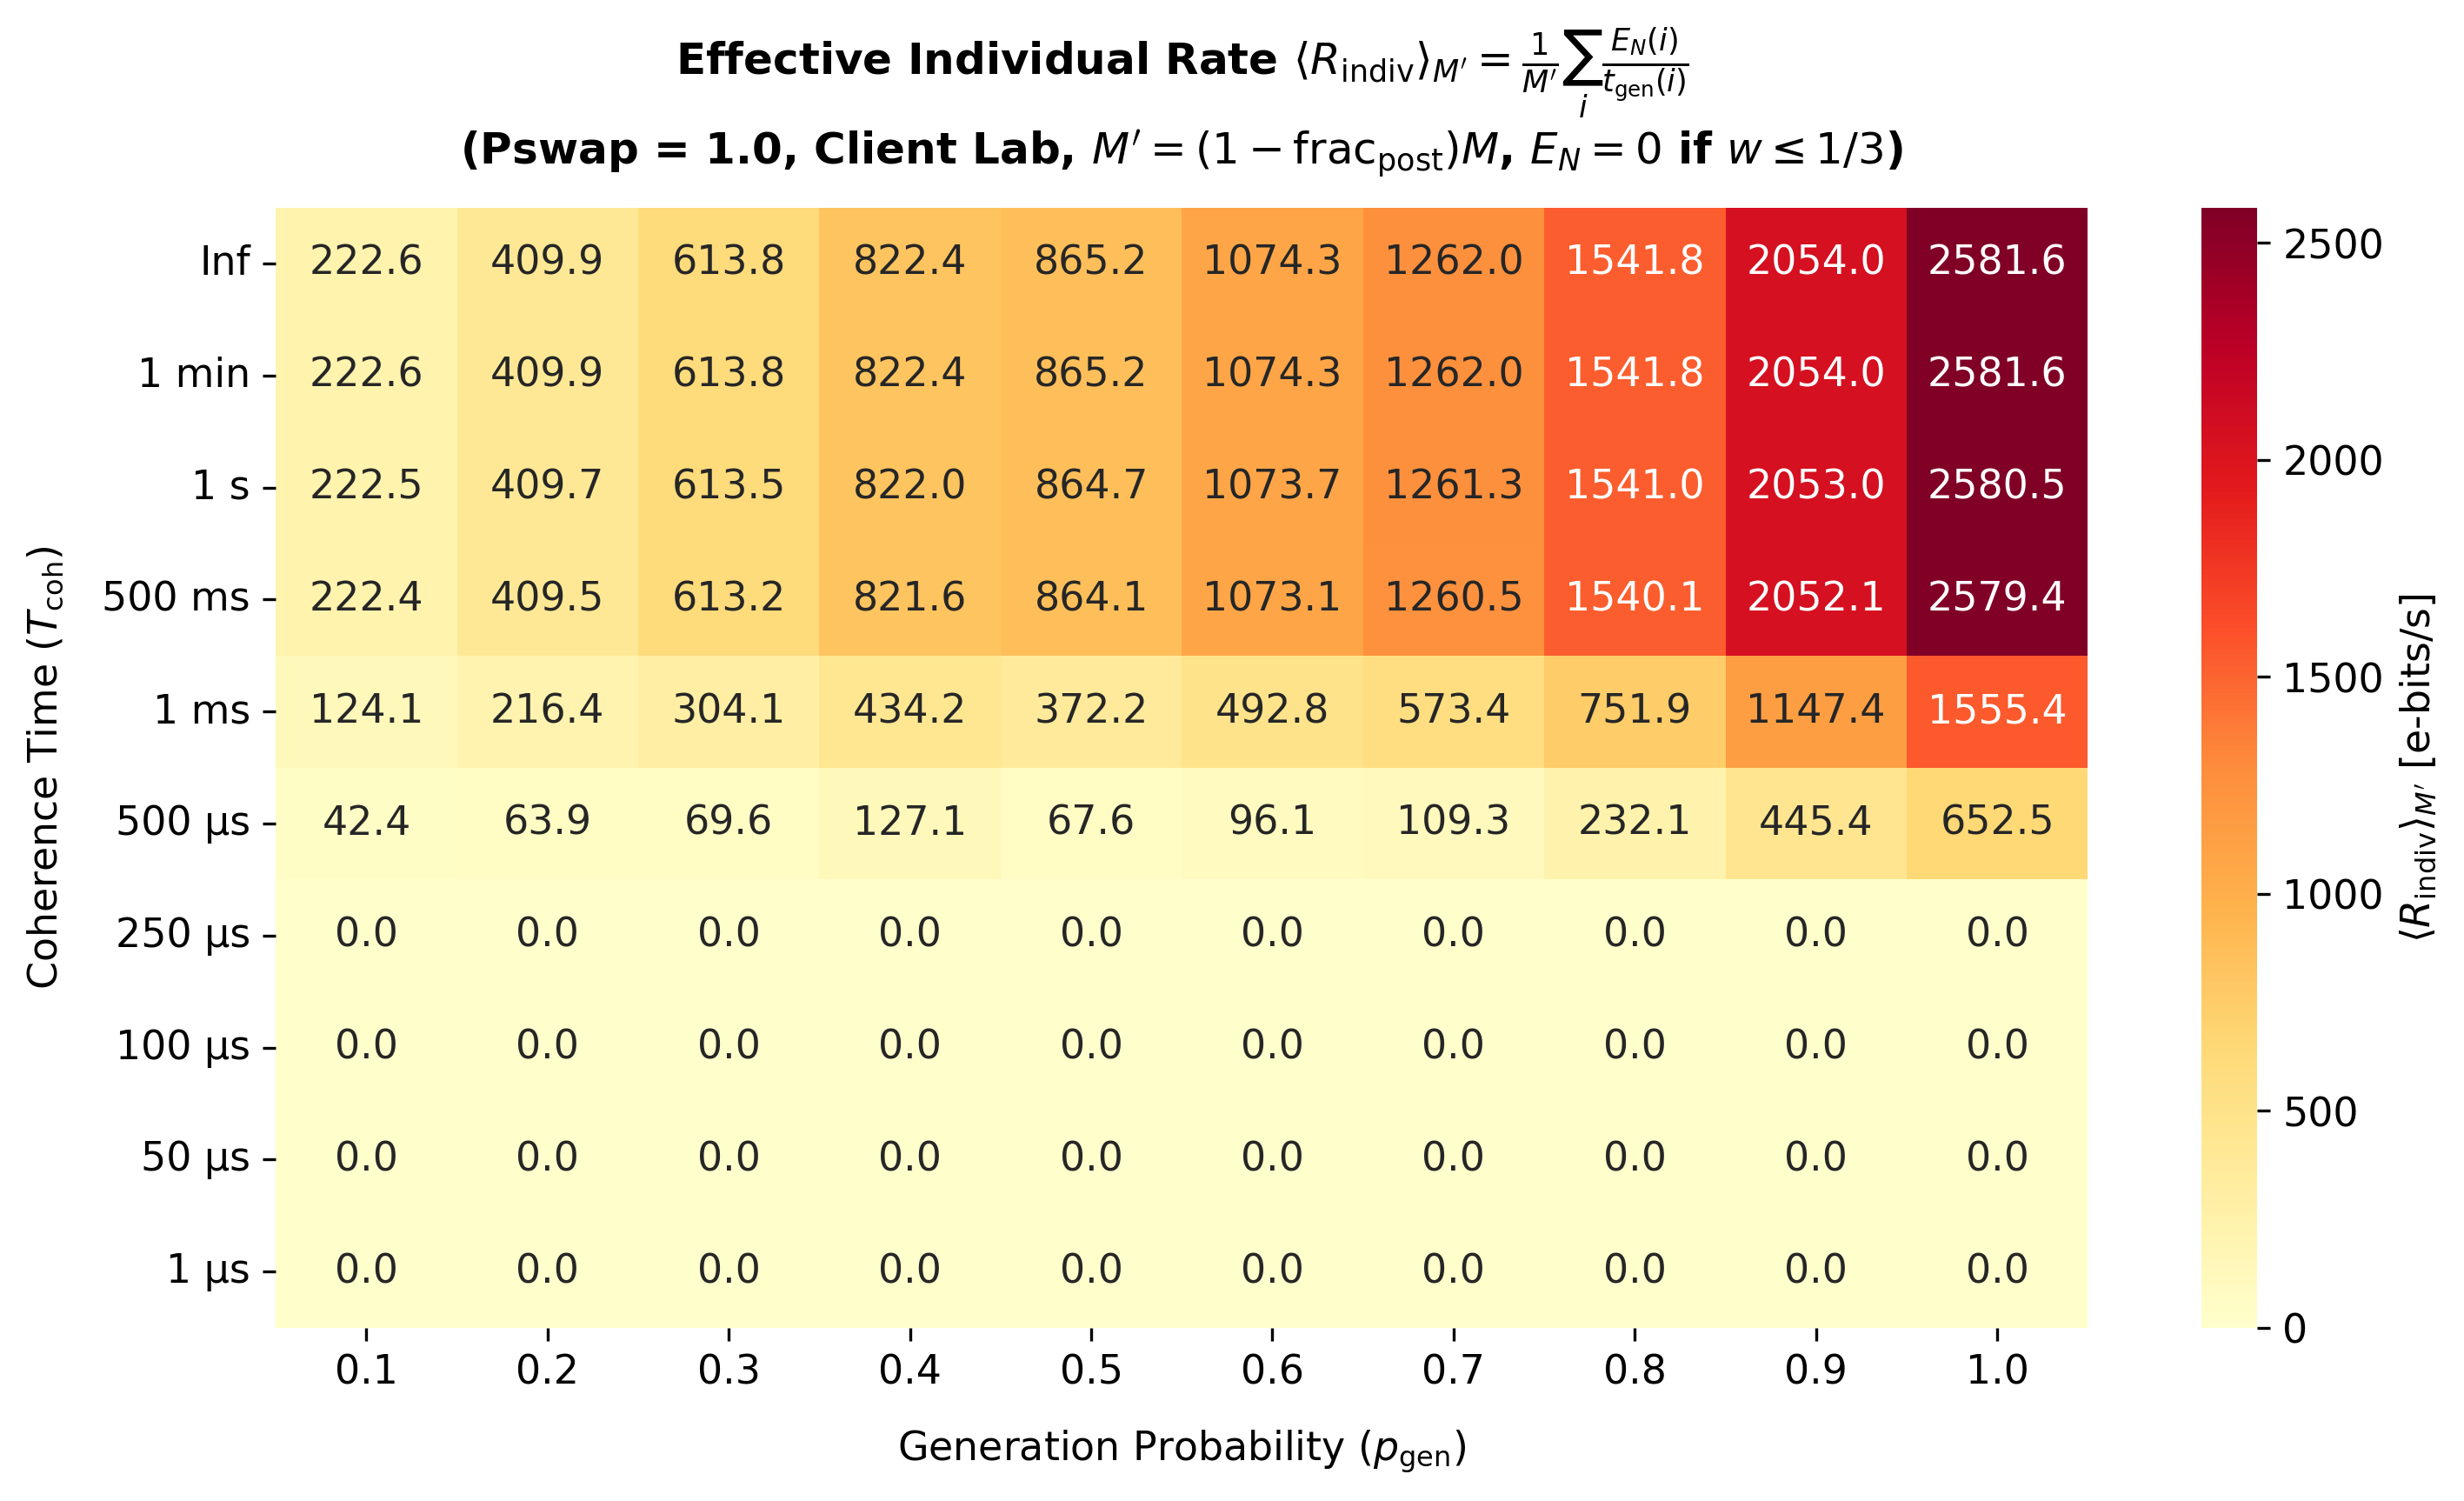 Effective Individual Rate ⟨R_indiv⟩_M′ = 1/M′ ∑_i E_N(i)/t_gen(i)
(Pswap = 1.0, Client Lab, M′ = (1 − frac_post)M, E_N = 0 if w ≤ 1/3)
Inf 222.6 409.9 613.8 822.4 865.2 1074.3 1262.0 1541.8 2054.0 2581.6
1 min 222.6 409.9 613.8 822.4 865.2 1074.3 1262.0 1541.8 2054.0 2581.6
1 s 222.5 409.7 613.5 822.0 864.7 1073.7 1261.3 1541.0 2053.0 2580.5
500 ms 222.4 409.5 613.2 821.6 864.1 1073.1 1260.5 1540.1 2052.1 2579.4
1 ms 124.1 216.4 304.1 434.2 372.2 492.8 573.4 751.9 1147.4 1555.4
500 μs 42.4 63.9 69.6 127.1 67.6 96.1 109.3 232.1 445.4 652.5
250 μs 0.0 0.0 0.0 0.0 0.0 0.0 0.0 0.0 0.0 0.0
100 μs 0.0 0.0 0.0 0.0 0.0 0.0 0.0 0.0 0.0 0.0
50 μs 0.0 0.0 0.0 0.0 0.0 0.0 0.0 0.0 0.0 0.0
1 μs 0.0 0.0 0.0 0.0 0.0 0.0 0.0 0.0 0.0 0.0
0.1 0.2 0.3 0.4 0.5 0.6 0.7 0.8 0.9 1.0
Generation Probability (p_gen)
Coherence Time (T_coh)
2500
2000
1500
1000
500
0
⟨R_indiv⟩_M′ [e-bits/s]